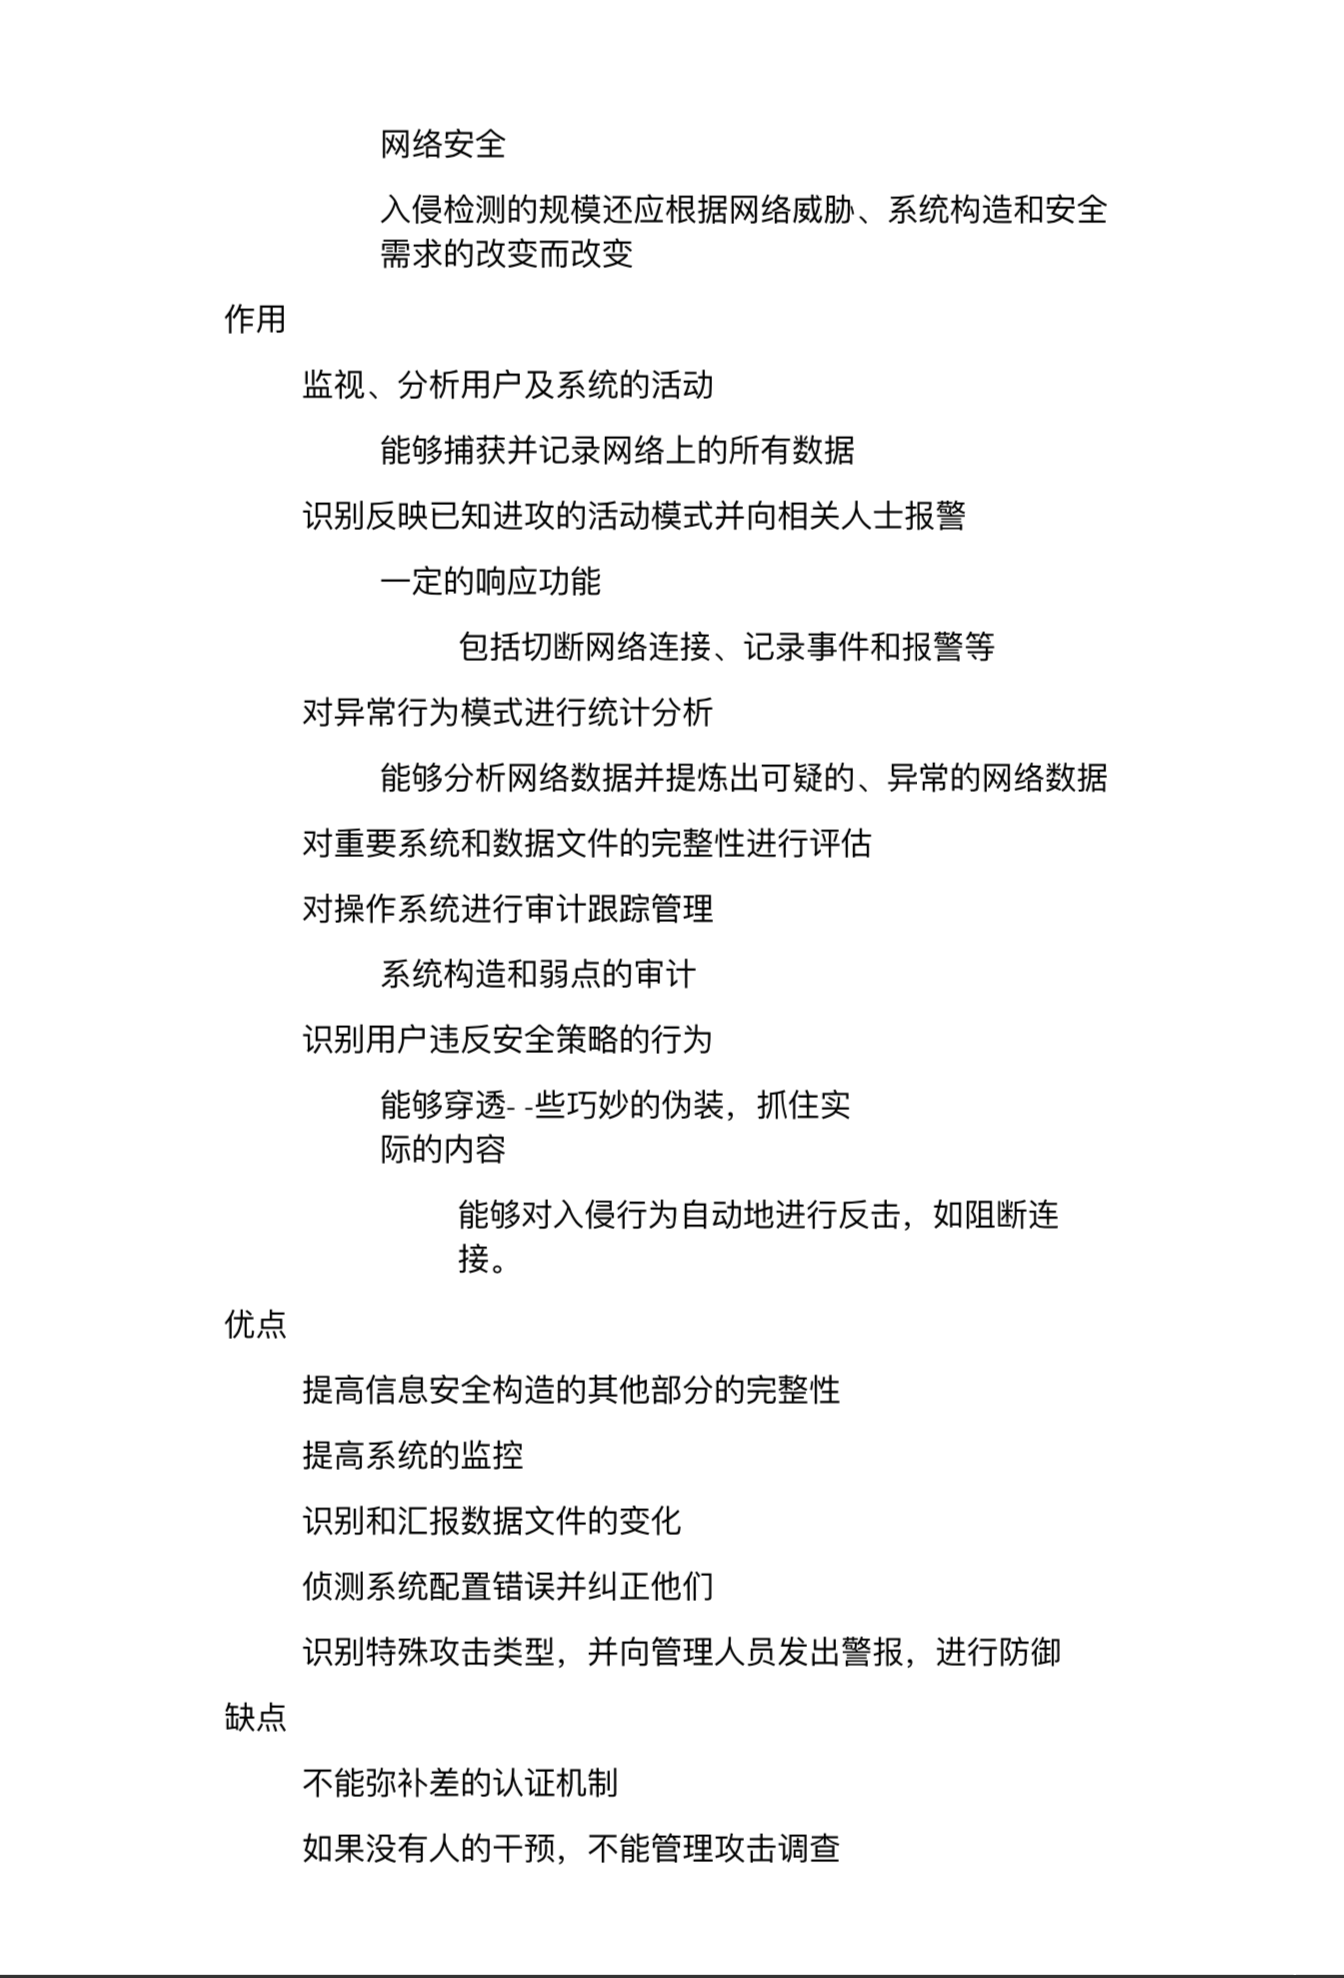 网络安全
入侵检测的规模还应根据网络威胁、系统构造和安全
需求的改变而改变
作用
监视、分析用户及系统的活动
能够捕获并记录网络上的所有数据
识别反映已知进攻的活动模式并向相关人士报警
一定的响应功能
包括切断网络连接、记录事件和报警等
对异常行为模式进行统计分析
能够分析网络数据并提炼出可疑的、异常的网络数据
对重要系统和数据文件的完整性进行评估
对操作系统进行审计跟踪管理
系统构造和弱点的审计
识别用户违反安全策略的行为
能够穿透- -些巧妙的伪装，抓住实
际的内容
能够对入侵行为自动地进行反击，如阻断连
接。
优点
提高信息安全构造的其他部分的完整性
提高系统的监控
识别和汇报数据文件的变化
侦测系统配置错误并纠正他们
识别特殊攻击类型，并向管理人员发出警报，进行防御
缺点
不能弥补差的认证机制
如果没有人的干预，不能管理攻击调查